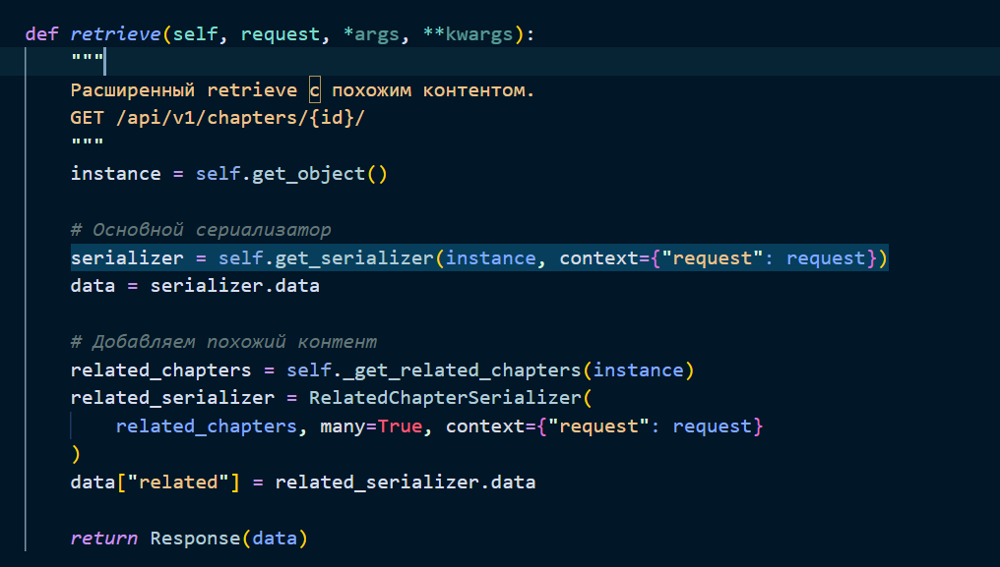 def retrieve(self, request, *args, **kwargs):
    """
    Расширенный retrieve с похожим контентом.
    GET /api/v1/chapters/{id}/
    """
    instance = self.get_object()

    # Основной сериализатор
    serializer = self.get_serializer(instance, context={"request": request})
    data = serializer.data

    # Добавляем похожий контент
    related_chapters = self._get_related_chapters(instance)
    related_serializer = RelatedChapterSerializer(
        related_chapters, many=True, context={"request": request}
    )
    data["related"] = related_serializer.data

    return Response(data)